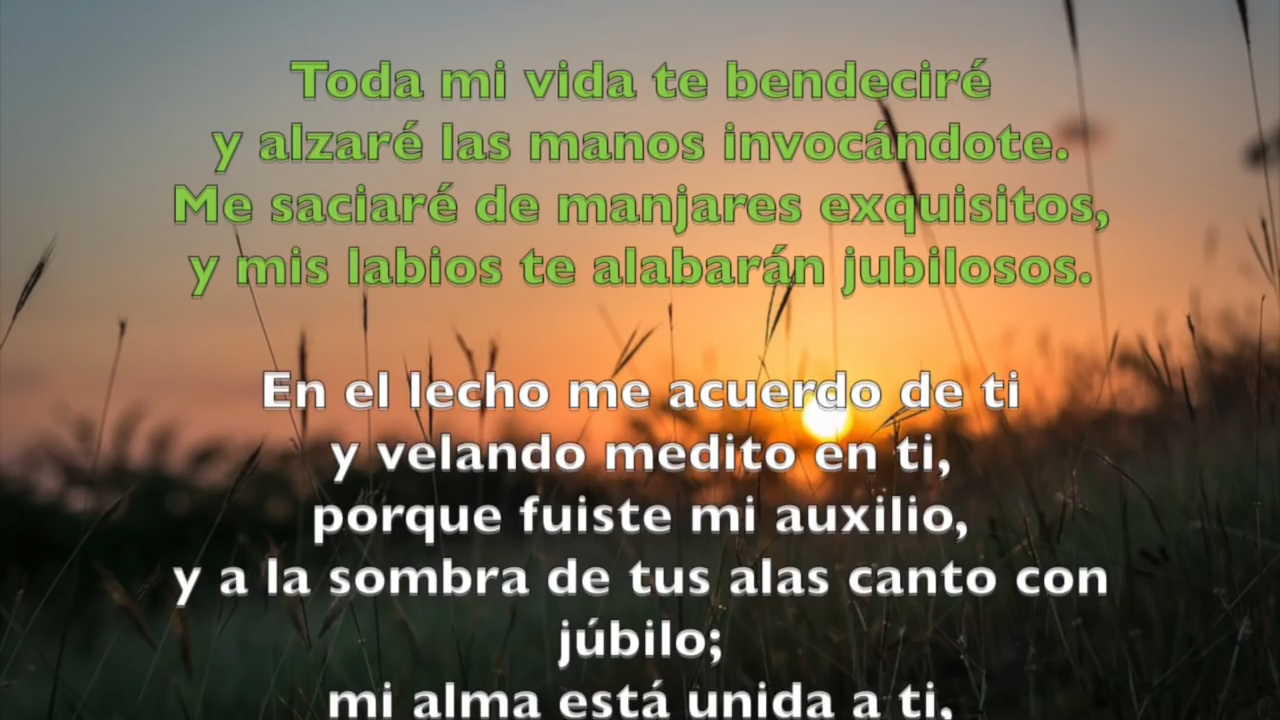 Toda mi vida te bendeciré
y alzaré las manos invocándote.
Me saciaré de manjares exquisitos,
y mis labios te alabarán jubilosos.
En el lecho me acuerdo de ti
y velando medito en ti,
porque fuiste mi auxilio,
y a la sombra de tus alas canto con
júbilo;
mi alma está unida a ti,